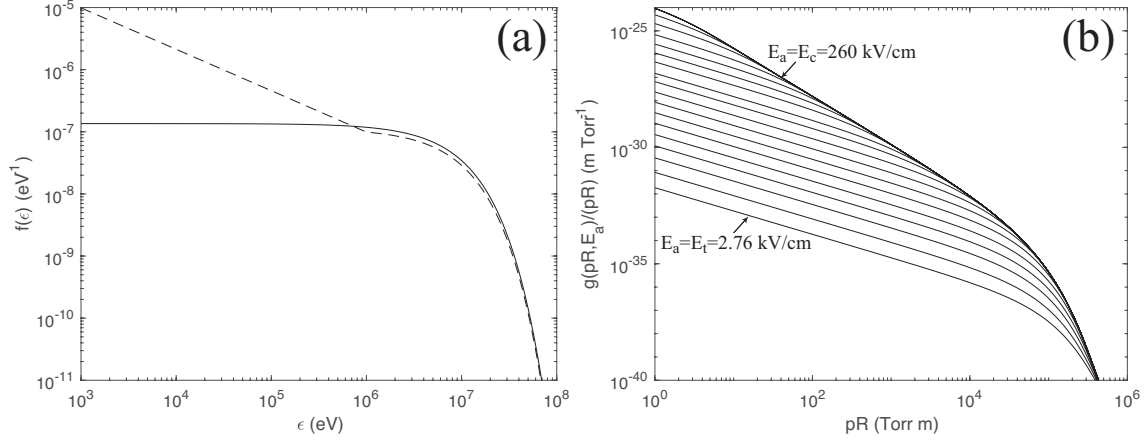 (a)
10^-5
10^-6
10^-7
10^-8
10^-9
10^-10
10^-11
f(ϵ) (eV^1)
10^3 10^4 10^5 10^6 10^7 10^8
ϵ (eV)
(b)
E_a=E_c=260 kV/cm
E_a=E_t=2.76 kV/cm
10^-25
10^-30
10^-35
10^-40
g(pR,E_a)/(pR) (m Torr^-1)
10^0 10^2 10^4 10^6
pR (Torr m)